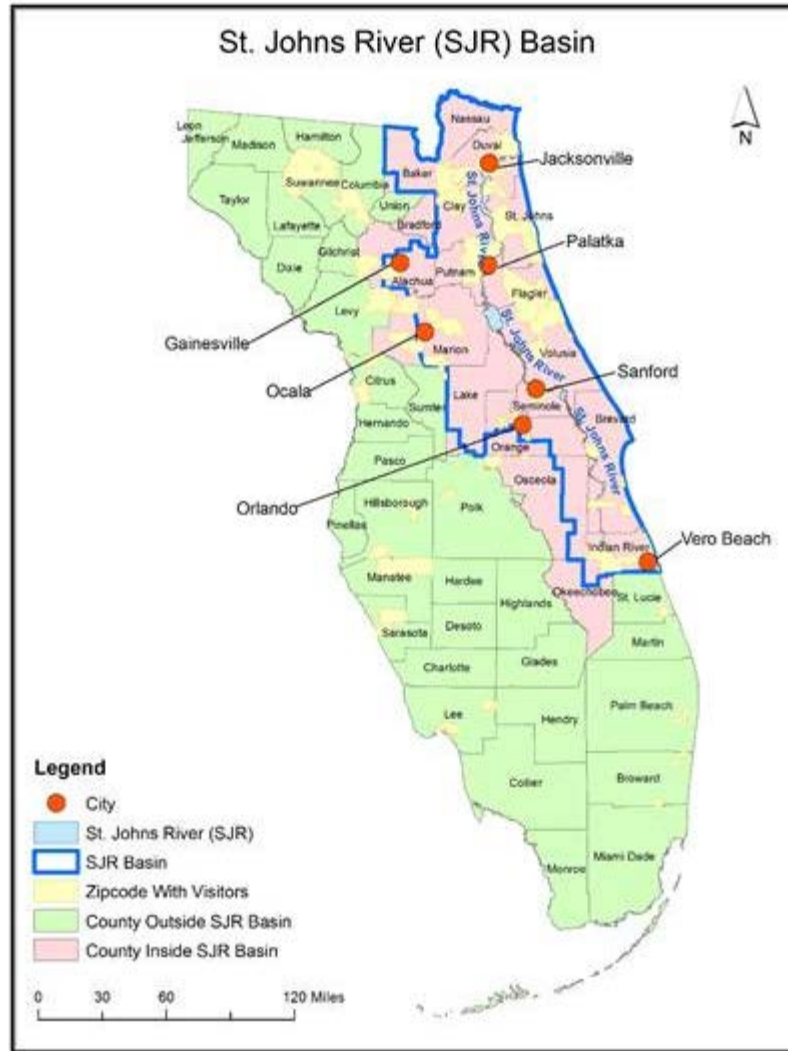 St. Johns River (SJR) Basin
N
Nassau
Leon
Jefferson
Madison
Hamilton
Duval
Jacksonville
Baker
Suwannee
Columbia
Taylor
Union
Clay
St. Johns River
St. Johns
Lafayette
Bradford
Gilchrist
Palatka
Dixie
Alachua
Putnam
Flagler
Levy
Gainesville
Marion
St. Johns River
Volusia
Ocala
Citrus
Sanford
Lake
Sumter
Seminole
Brevard
Hernando
St. Johns River
Orange
Pasco
Osceola
Orlando
Hillsborough
Polk
Pinellas
Vero Beach
Indian River
Manatee
Hardee
Okeechobee
St. Lucie
Highlands
Sarasota
Desoto
Martin
Charlotte
Glades
Lee
Hendry
Palm Beach
Legend
City
St. Johns River (SJR)
SJR Basin
Zipcode With Visitors
County Outside SJR Basin
County Inside SJR Basin
Collier
Broward
Monroe
Miami Dade
0 30 60 120 Miles